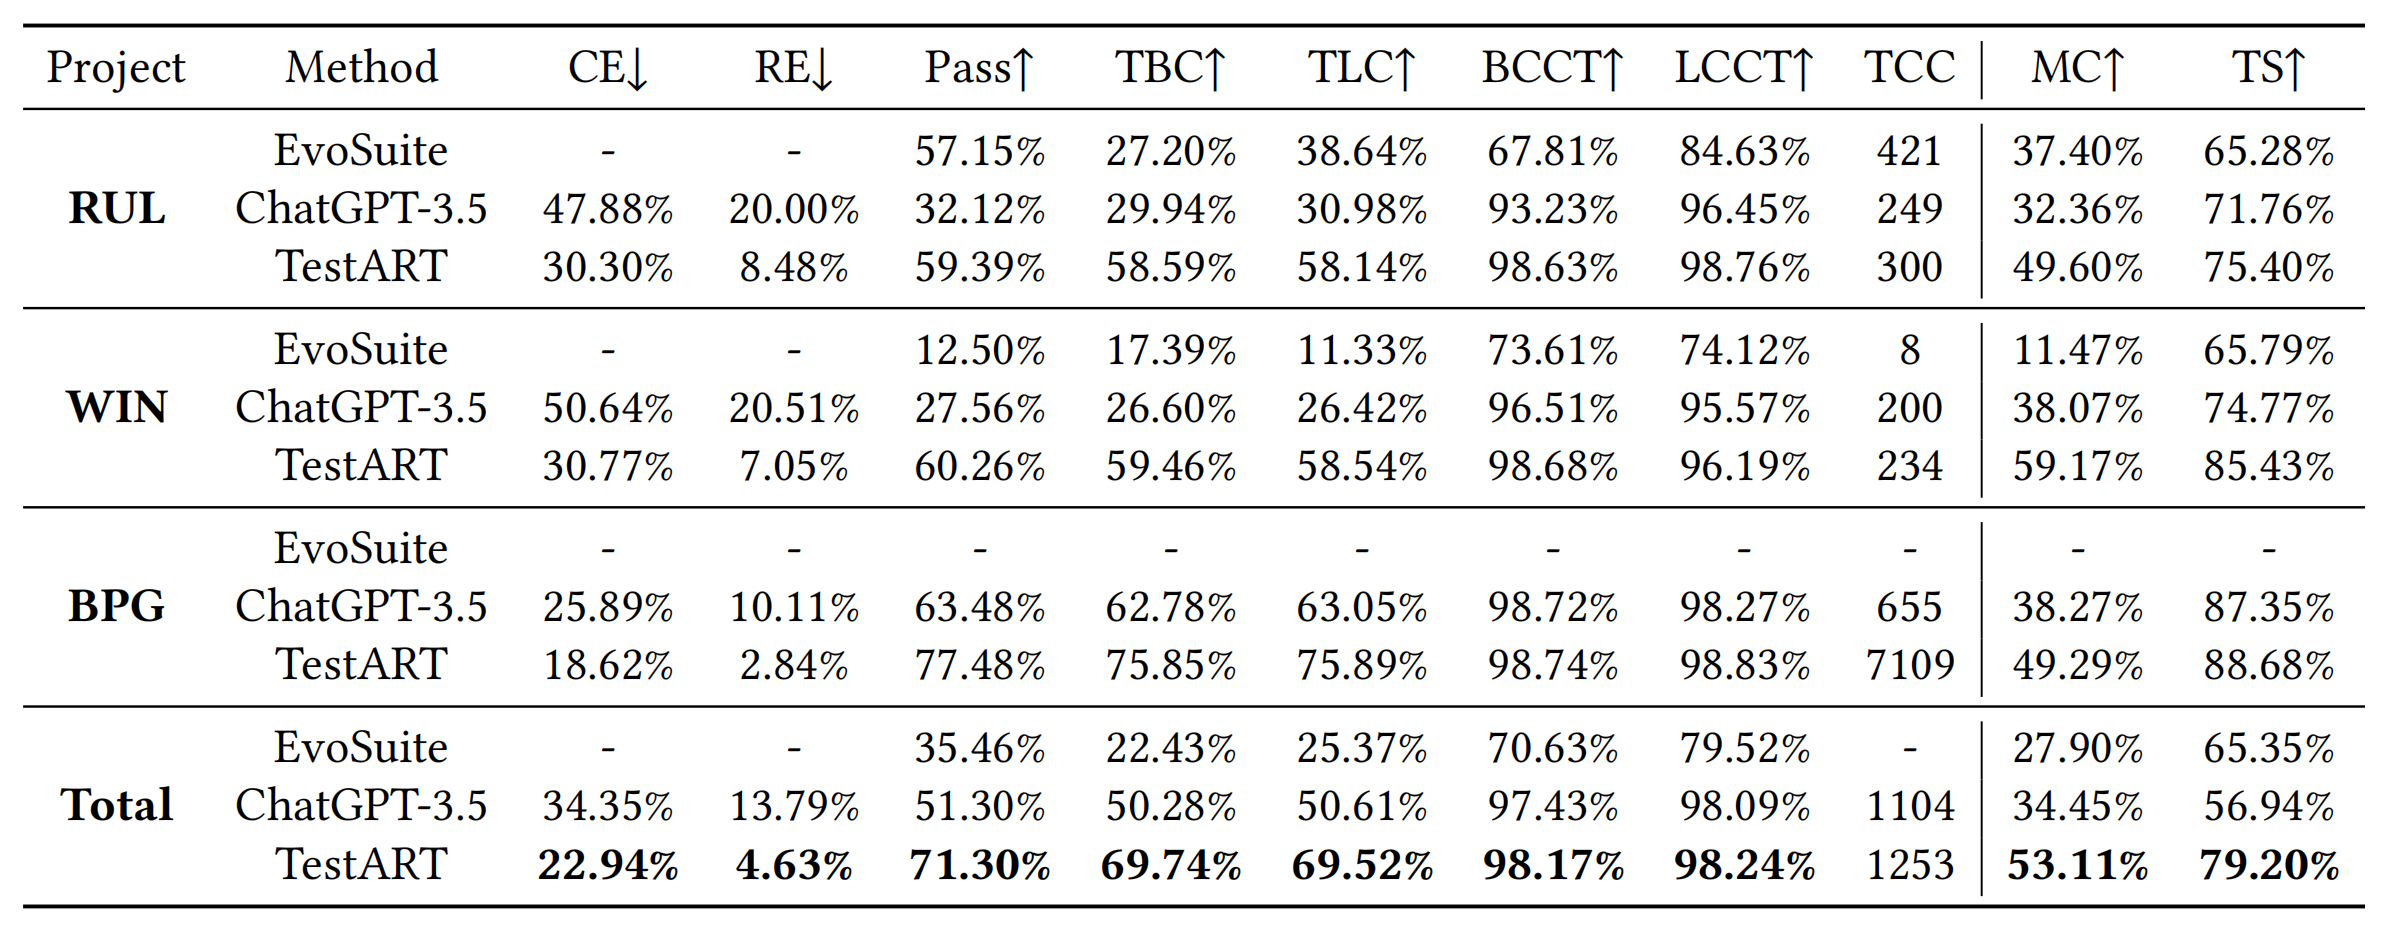 Project Method CE↓ RE↓ Pass↑ TBC↑ TLC↑ BCCT↑ LCCT↑ TCC MC↑ TS↑
EvoSuite - - 57.15% 27.20% 38.64% 67.81% 84.63% 421 37.40% 65.28%
RUL ChatGPT-3.5 47.88% 20.00% 32.12% 29.94% 30.98% 93.23% 96.45% 249 32.36% 71.76%
TestART 30.30% 8.48% 59.39% 58.59% 58.14% 98.63% 98.76% 300 49.60% 75.40%
EvoSuite - - 12.50% 17.39% 11.33% 73.61% 74.12% 8 11.47% 65.79%
WIN ChatGPT-3.5 50.64% 20.51% 27.56% 26.60% 26.42% 96.51% 95.57% 200 38.07% 74.77%
TestART 30.77% 7.05% 60.26% 59.46% 58.54% 98.68% 96.19% 234 59.17% 85.43%
EvoSuite - - - - - - - - - -
BPG ChatGPT-3.5 25.89% 10.11% 63.48% 62.78% 63.05% 98.72% 98.27% 655 38.27% 87.35%
TestART 18.62% 2.84% 77.48% 75.85% 75.89% 98.74% 98.83% 7109 49.29% 88.68%
EvoSuite - - 35.46% 22.43% 25.37% 70.63% 79.52% - 27.90% 65.35%
Total ChatGPT-3.5 34.35% 13.79% 51.30% 50.28% 50.61% 97.43% 98.09% 1104 34.45% 56.94%
TestART 22.94% 4.63% 71.30% 69.74% 69.52% 98.17% 98.24% 1253 53.11% 79.20%